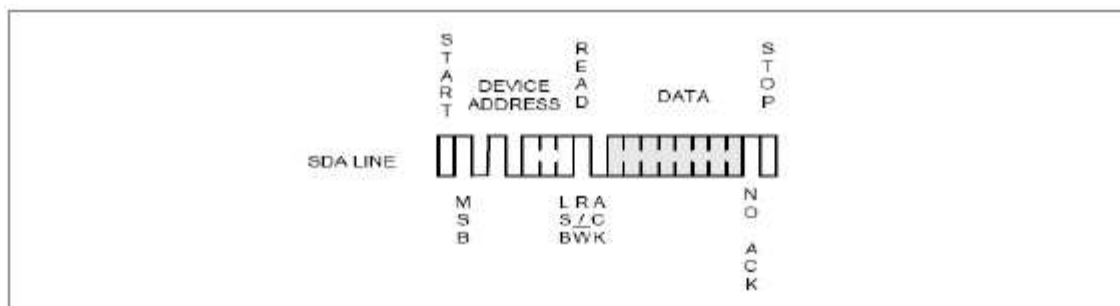 START
DEVICE
ADDRESS
READ
DATA
STOP
SDA LINE
MSB
LSB
R/W
ACK
NO ACK